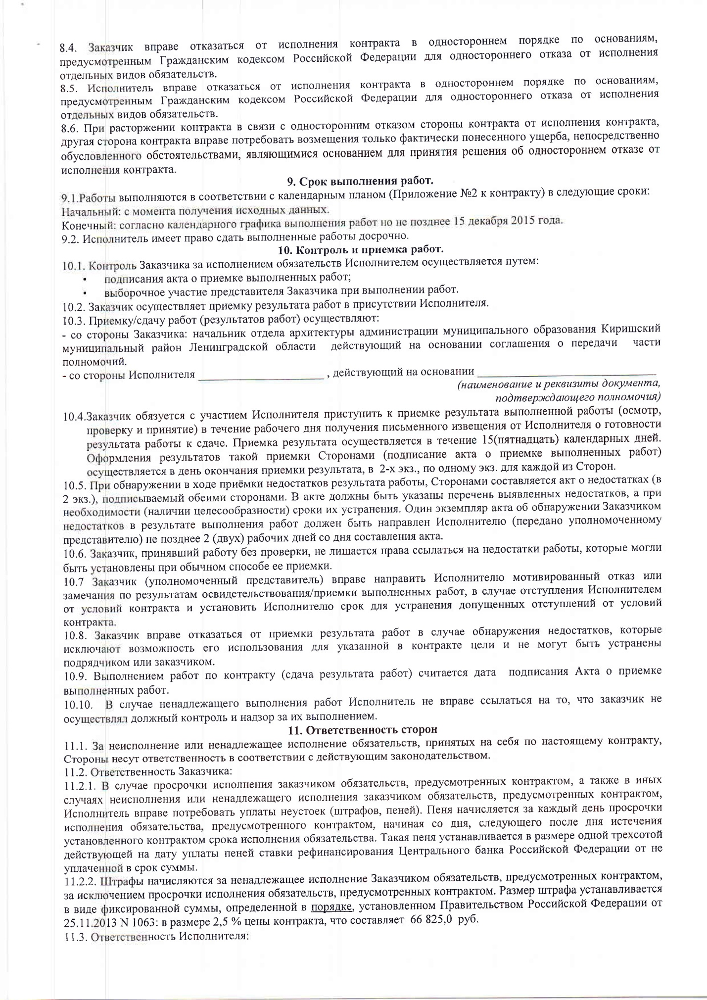 8.4. Заказчик вправе отказаться от исполнения контракта в одностороннем порядке по основаниям,
предусмотренным Гражданским кодексом Российской Федерации для одностороннего отказа от исполнения
отдельных видов обязательств.
8.5. Исполнитель вправе отказаться от исполнения контракта в одностороннем порядке по основаниям,
предусмотренным Гражданским кодексом Российской Федерации для одностороннего отказа от исполнения
отдельных видов обязательств.
8.6. При расторжении контракта в связи с односторонним отказом стороны контракта от исполнения контракта,
другая сторона контракта вправе потребовать возмещения только фактически понесенного ущерба, непосредственно
обусловленного обстоятельствами, являющимися основанием для принятия решения об одностороннем отказе от
исполнения контракта.
9. Срок выполнения работ.
9.1.Работы выполняются в соответствии с календарным планом (Приложение №2 к контракту) в следующие сроки:
Начальный: с момента получения исходных данных.
Конечный: согласно календарного графика выполнения работ но не позднее 15 декабря 2015 года.
9.2. Исполнитель имеет право сдать выполненные работы досрочно.
10. Контроль и приемка работ.
10.1. Контроль Заказчика за исполнением обязательств Исполнителем осуществляется путем:
• подписания акта о приемке выполненных работ;
• выборочное участие представителя Заказчика при выполнении работ.
10.2. Заказчик осуществляет приемку результата работ в присутствии Исполнителя.
10.3. Приемку/сдачу работ (результатов работ) осуществляют:
- со стороны Заказчика: начальник отдела архитектуры администрации муниципального образования Киришский
муниципальный район Ленинградской области действующий на основании соглашения о передачи части
полномочий.
- со стороны Исполнителя ______________________ , действующий на основании ______________________________
(наименование и реквизиты документа,
подтверждающего полномочия)
10.4.Заказчик обязуется с участием Исполнителя приступить к приемке результата выполненной работы (осмотр,
проверку и принятие) в течение рабочего дня получения письменного извещения от Исполнителя о готовности
результата работы к сдаче. Приемка результата осуществляется в течение 15(пятнадцать) календарных дней.
Оформления результатов такой приемки Сторонами (подписание акта о приемке выполненных работ)
осуществляется в день окончания приемки результата, в 2-х экз., по одному экз. для каждой из Сторон.
10.5. При обнаружении в ходе приёмки недостатков результата работы, Сторонами составляется акт о недостатках (в
2 экз.), подписываемый обеими сторонами. В акте должны быть указаны перечень выявленных недостатков, а при
необходимости (наличии целесообразности) сроки их устранения. Один экземпляр акта об обнаружении Заказчиком
недостатков в результате выполнения работ должен быть направлен Исполнителю (передано уполномоченному
представителю) не позднее 2 (двух) рабочих дней со дня составления акта.
10.6. Заказчик, принявший работу без проверки, не лишается права ссылаться на недостатки работы, которые могли
быть установлены при обычном способе ее приемки.
10.7 Заказчик (уполномоченный представитель) вправе направить Исполнителю мотивированный отказ или
замечания по результатам освидетельствования/приемки выполненных работ, в случае отступления Исполнителем
от условий контракта и установить Исполнителю срок для устранения допущенных отступлений от условий
контракта.
10.8. Заказчик вправе отказаться от приемки результата работ в случае обнаружения недостатков, которые
исключают возможность его использования для указанной в контракте цели и не могут быть устранены
подрядчиком или заказчиком.
10.9. Выполнением работ по контракту (сдача результата работ) считается дата подписания Акта о приемке
выполненных работ.
10.10. В случае ненадлежащего выполнения работ Исполнитель не вправе ссылаться на то, что заказчик не
осуществлял должный контроль и надзор за их выполнением.
11. Ответственность сторон
11.1. За неисполнение или ненадлежащее исполнение обязательств, принятых на себя по настоящему контракту,
Стороны несут ответственность в соответствии с действующим законодательством.
11.2. Ответственность Заказчика:
11.2.1. В случае просрочки исполнения заказчиком обязательств, предусмотренных контрактом, а также в иных
случаях неисполнения или ненадлежащего исполнения заказчиком обязательств, предусмотренных контрактом,
Исполнитель вправе потребовать уплаты неустоек (штрафов, пеней). Пеня начисляется за каждый день просрочки
исполнения обязательства, предусмотренного контрактом, начиная со дня, следующего после дня истечения
установленного контрактом срока исполнения обязательства. Такая пеня устанавливается в размере одной трехсотой
действующей на дату уплаты пеней ставки рефинансирования Центрального банка Российской Федерации от не
уплаченной в срок суммы.
11.2.2. Штрафы начисляются за ненадлежащее исполнение Заказчиком обязательств, предусмотренных контрактом,
за исключением просрочки исполнения обязательств, предусмотренных контрактом. Размер штрафа устанавливается
в виде фиксированной суммы, определенной в порядке, установленном Правительством Российской Федерации от
25.11.2013 N 1063: в размере 2,5 % цены контракта, что составляет 66 825,0 руб.
11.3. Ответственность Исполнителя: